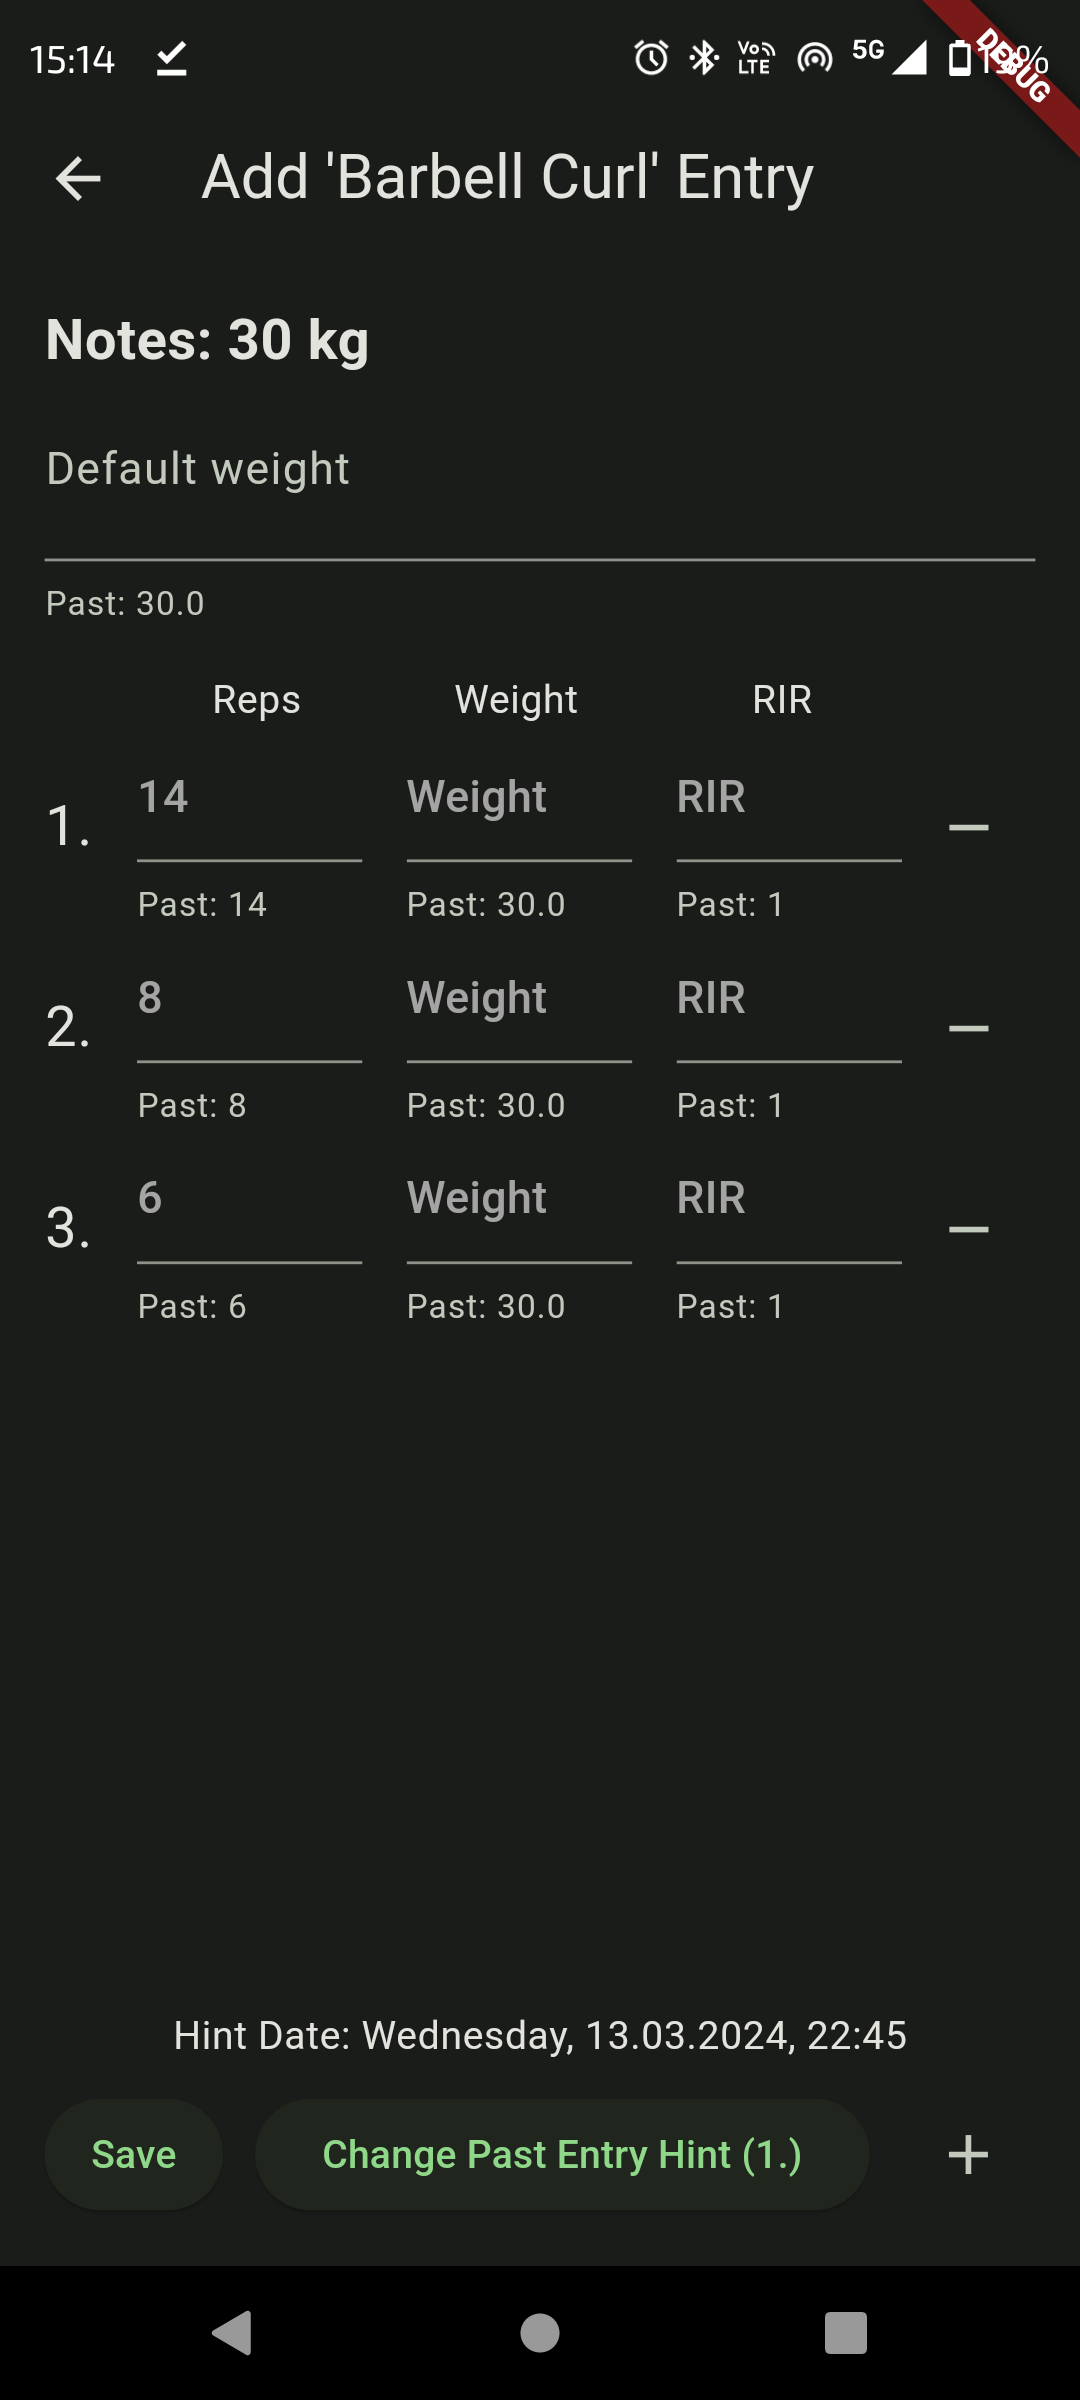 15:14 Vo LTE 5G
DEBUG
Add 'Barbell Curl' Entry
Notes: 30 kg
Default weight
Past: 30.0
Reps Weight RIR
1. 14 Weight RIR
Past: 14 Past: 30.0 Past: 1
2. 8 Weight RIR
Past: 8 Past: 30.0 Past: 1
3. 6 Weight RIR
Past: 6 Past: 30.0 Past: 1
Hint Date: Wednesday, 13.03.2024, 22:45
Save Change Past Entry Hint (1.)